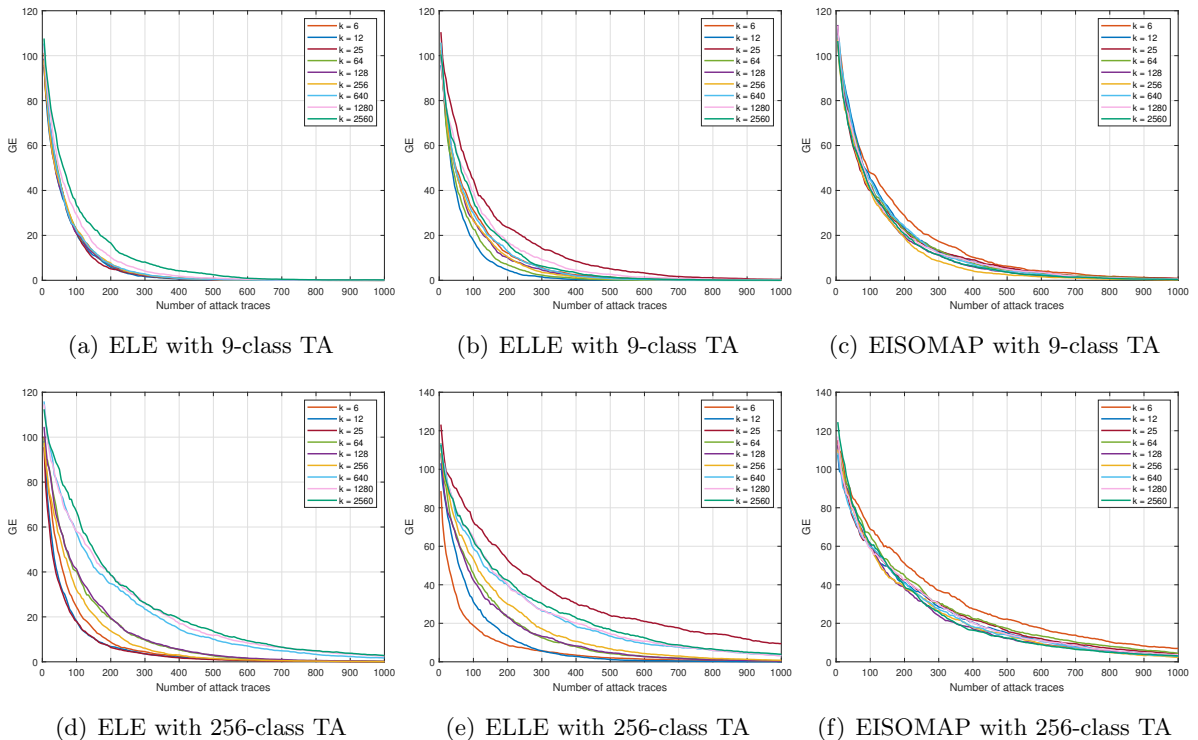 120
100
80
60
40
20
0
GE
0 100 200 300 400 500 600 700 800 900 1000
Number of attack traces
k = 6
k = 12
k = 25
k = 64
k = 128
k = 256
k = 640
k = 1280
k = 2560
(a) ELE with 9-class TA
120
100
80
60
40
20
0
GE
0 100 200 300 400 500 600 700 800 900 1000
Number of attack traces
k = 6
k = 12
k = 25
k = 64
k = 128
k = 256
k = 640
k = 1280
k = 2560
(b) ELLE with 9-class TA
120
100
80
60
40
20
0
GE
0 100 200 300 400 500 600 700 800 900 1000
Number of attack traces
k = 6
k = 12
k = 25
k = 64
k = 128
k = 256
k = 640
k = 1280
k = 2560
(c) EISOMAP with 9-class TA
120
100
80
60
40
20
0
GE
0 100 200 300 400 500 600 700 800 900 1000
Number of attack traces
k = 6
k = 12
k = 25
k = 64
k = 128
k = 256
k = 640
k = 1280
k = 2560
(d) ELE with 256-class TA
140
120
100
80
60
40
20
0
GE
0 100 200 300 400 500 600 700 800 900 1000
Number of attack traces
k = 6
k = 12
k = 25
k = 64
k = 128
k = 256
k = 640
k = 1280
k = 2560
(e) ELLE with 256-class TA
140
120
100
80
60
40
20
0
GE
0 100 200 300 400 500 600 700 800 900 1000
Number of attack traces
k = 6
k = 12
k = 25
k = 64
k = 128
k = 256
k = 640
k = 1280
k = 2560
(f) EISOMAP with 256-class TA